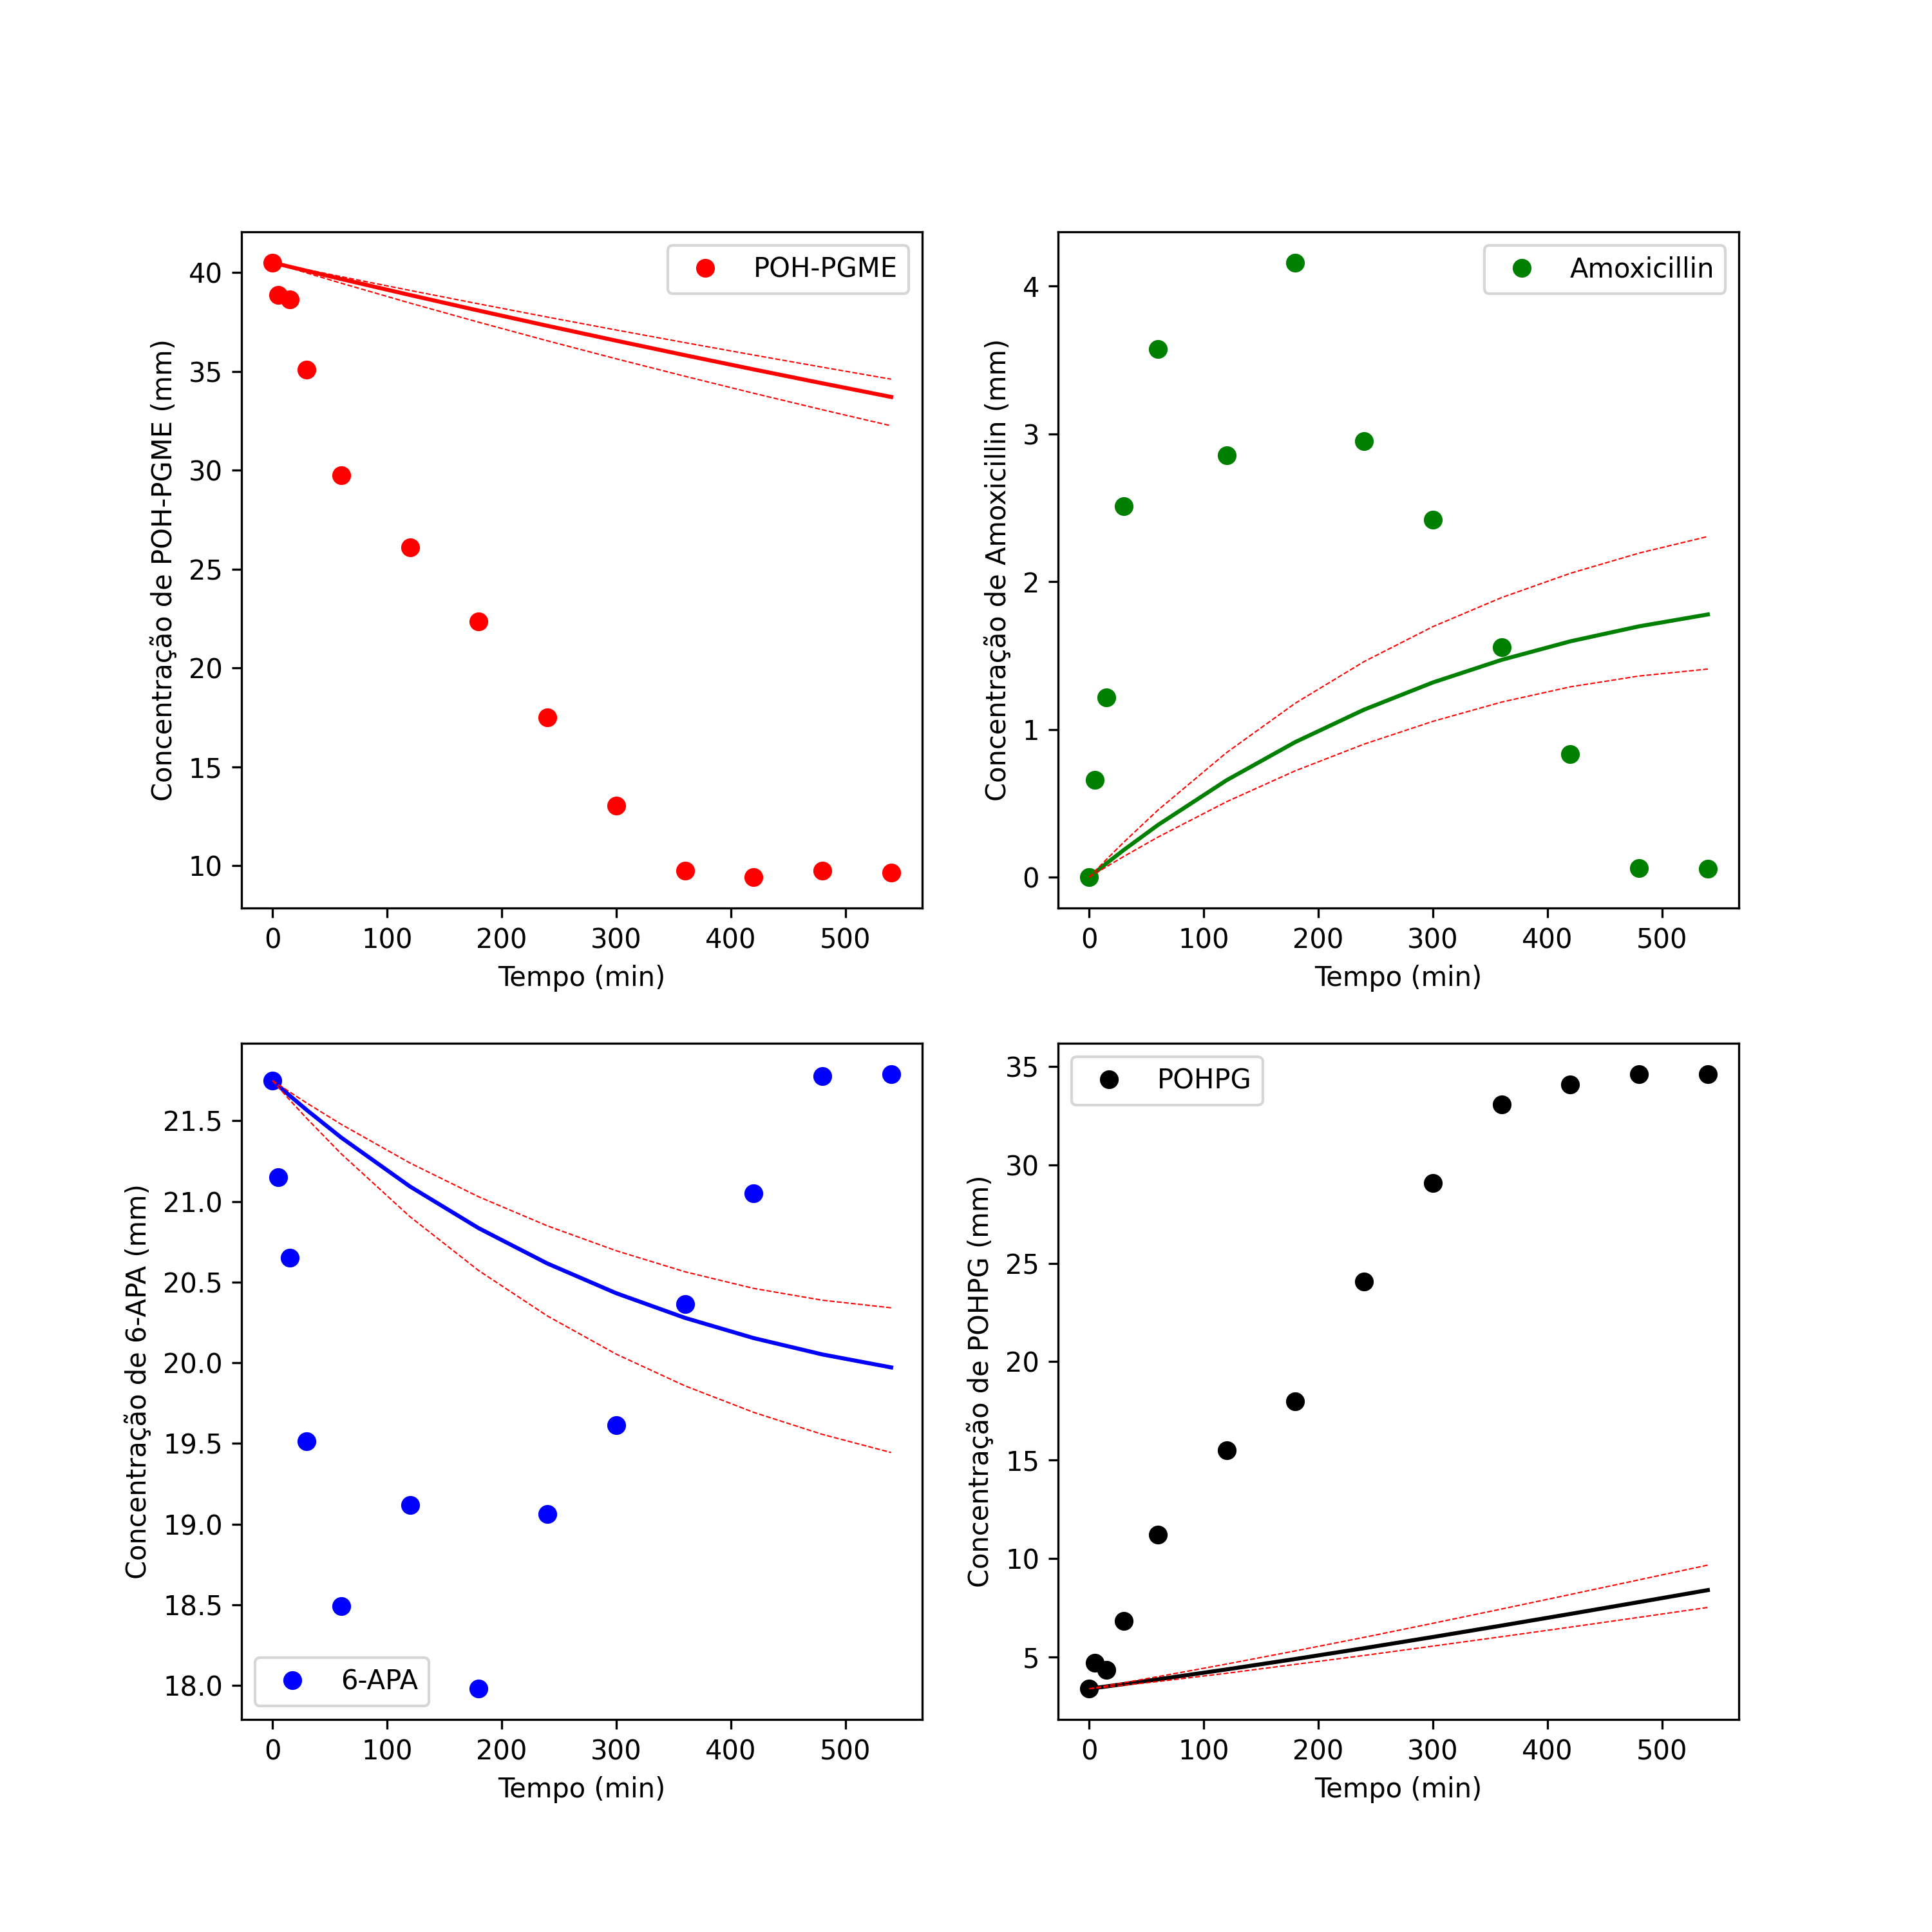 POH-PGME
40
35
30
25
20
15
10
Concentração de POH-PGME (mm)
0 100 200 300 400 500
Tempo (min)
Amoxicillin
4
3
2
1
0
Concentração de Amoxicillin (mm)
0 100 200 300 400 500
Tempo (min)
21.5
21.0
20.5
20.0
19.5
19.0
18.5
18.0
Concentração de 6-APA (mm)
6-APA
0 100 200 300 400 500
Tempo (min)
POHPG
35
30
25
20
15
10
5
Concentração de POHPG (mm)
0 100 200 300 400 500
Tempo (min)